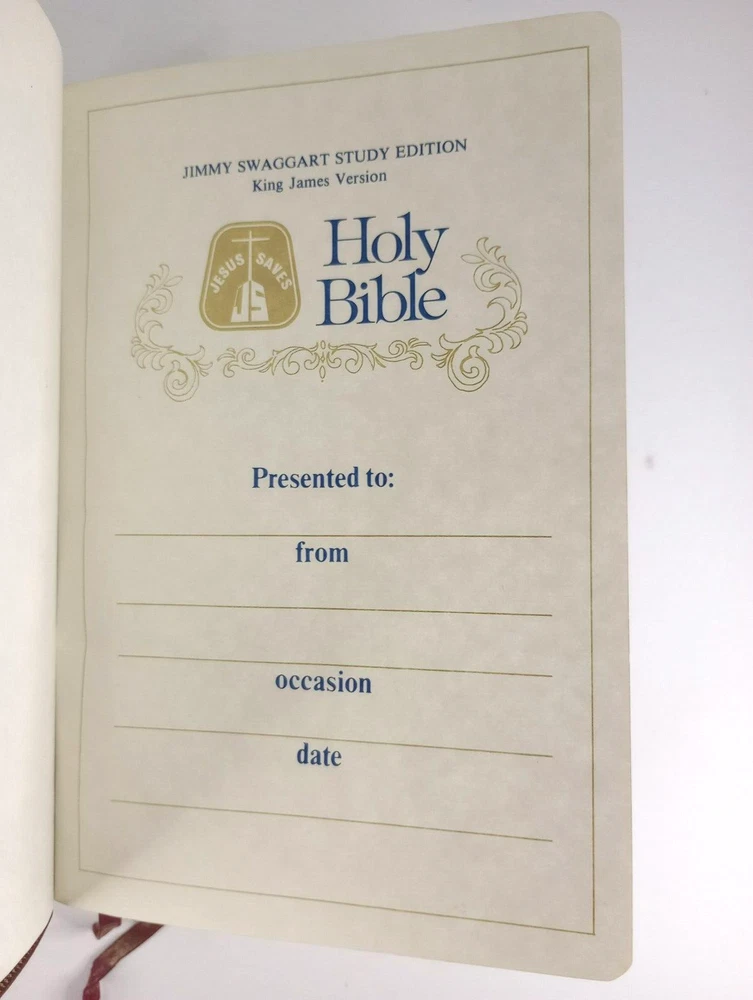 JIMMY SWAGGART STUDY EDITION
King James Version
JESUS SAVES
JS
Holy
Bible
Presented to:
from
occasion
date